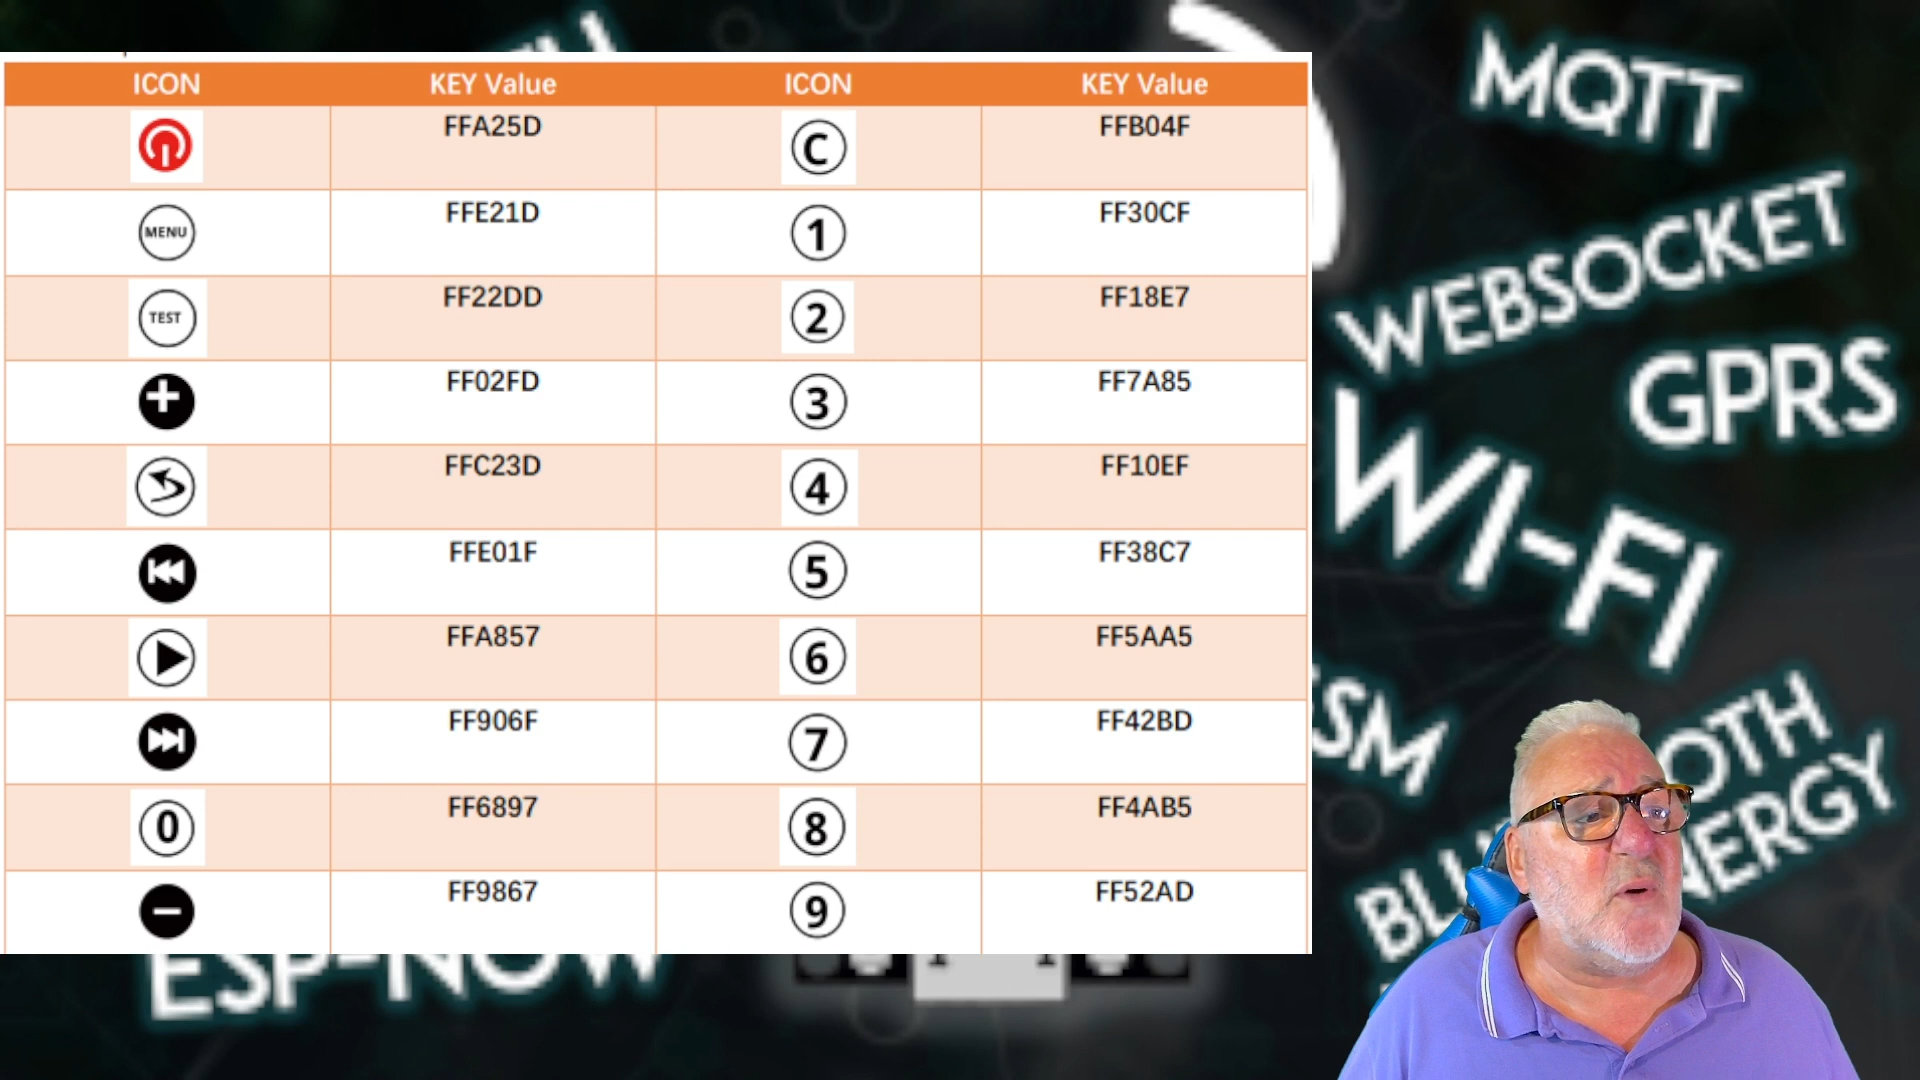 ICON KEY Value ICON KEY Value
FFA25D C FFB04F
MENU FFE21D 1 FF30CF
TEST FF22DD 2 FF18E7
+ FF02FD 3 FF7A85
FFC23D 4 FF10EF
FFE01F 5 FF38C7
FFA857 6 FF5AA5
FF906F 7 FF42BD
0 FF6897 8 FF4AB5
− FF9867 9 FF52AD
MQTT
WEBSOCKET
GPRS
WI-FI
ESP-NOW